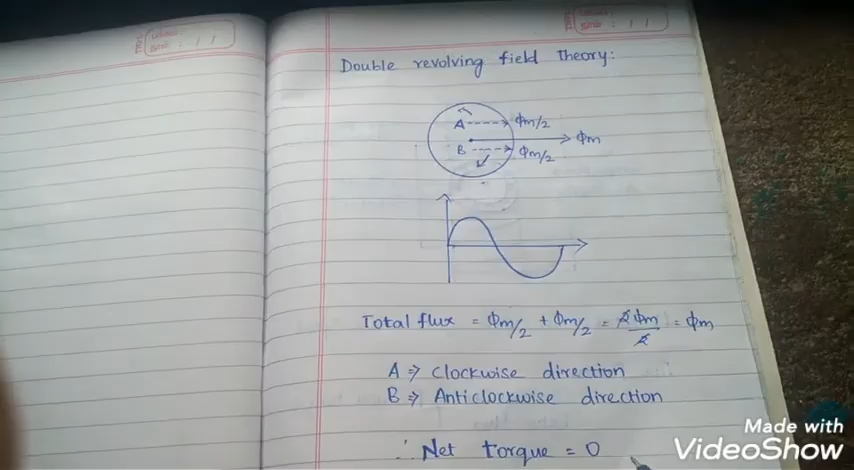 Double revolving field Theory:
A
Φm/2
Φm
B
Φm/2
Total flux = Φm/2 + Φm/2 = 2Φm/2 = Φm
A ⇒ Clockwise direction
B ⇒ Anticlockwise direction
∴ Net torque = 0
Made with
VideoShow